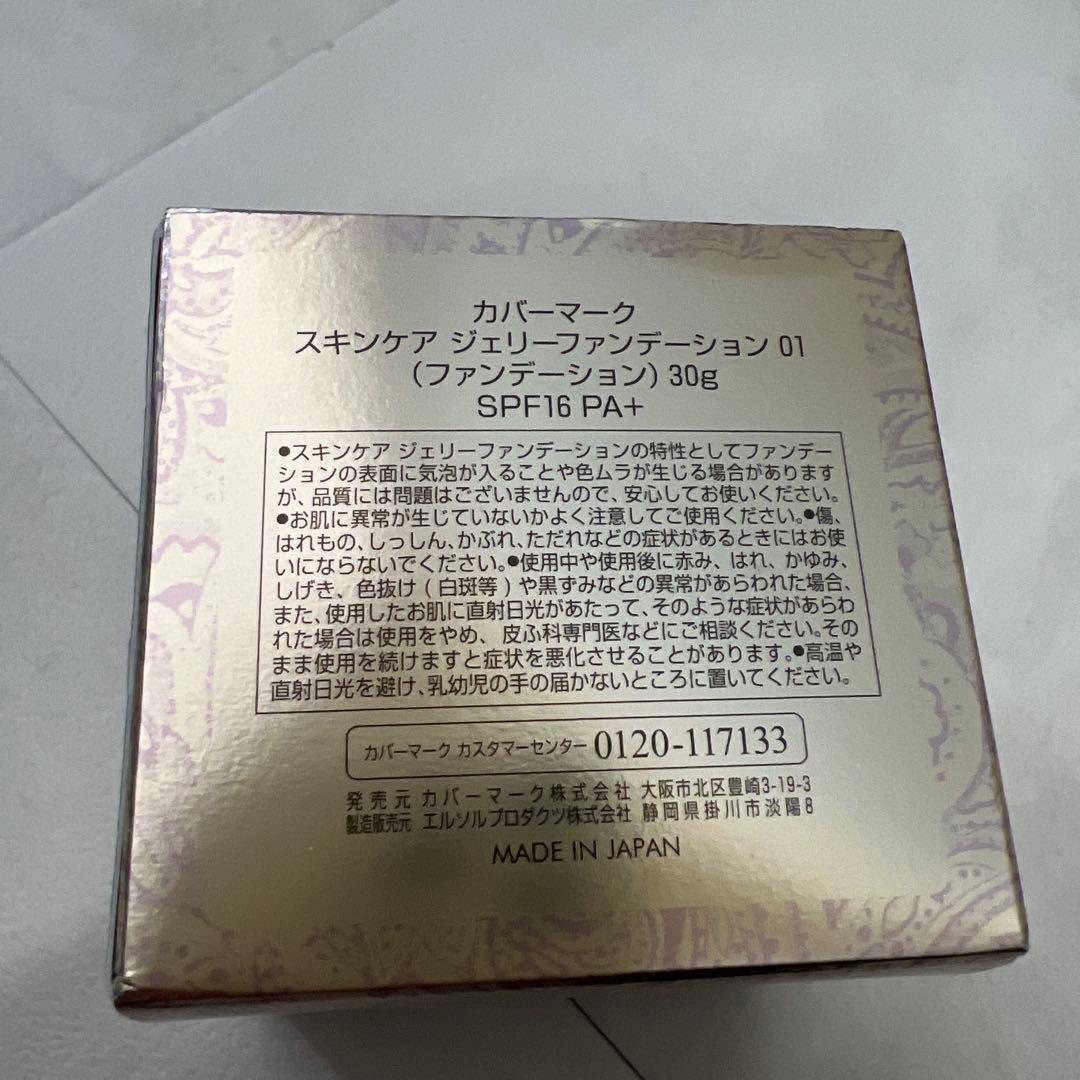 カバーマーク
スキンケア ジェリーファンデーション 01
（ファンデーション）30g
SPF16 PA+
●スキンケア ジェリーファンデーションの特性としてファンデー
ションの表面に気泡が入ることや色ムラが生じる場合があります
が、品質には問題はございませんので、安心してお使いください。
●お肌に異常が生じていないかよく注意してご使用ください。●傷、
はれもの、しっしん、かぶれ、ただれなどの症状があるときにはお使
いにならないでください。●使用中や使用後に赤み、はれ、かゆみ、
しげき、色抜け（白斑等）や黒ずみなどの異常があらわれた場合、
また、使用したお肌に直射日光があたって、そのような症状があらわ
れた場合は使用をやめ、皮ふ科専門医などにご相談ください。その
まま使用を続けますと症状を悪化させることがあります。●高温や
直射日光を避け、乳幼児の手の届かないところに置いてください。
カバーマーク カスタマーセンター 0120-117133
発売元 カバーマーク株式会社 大阪市北区豊崎3-19-3
製造販売元 エルソルプロダクツ株式会社 静岡県掛川市淡陽8
MADE IN JAPAN